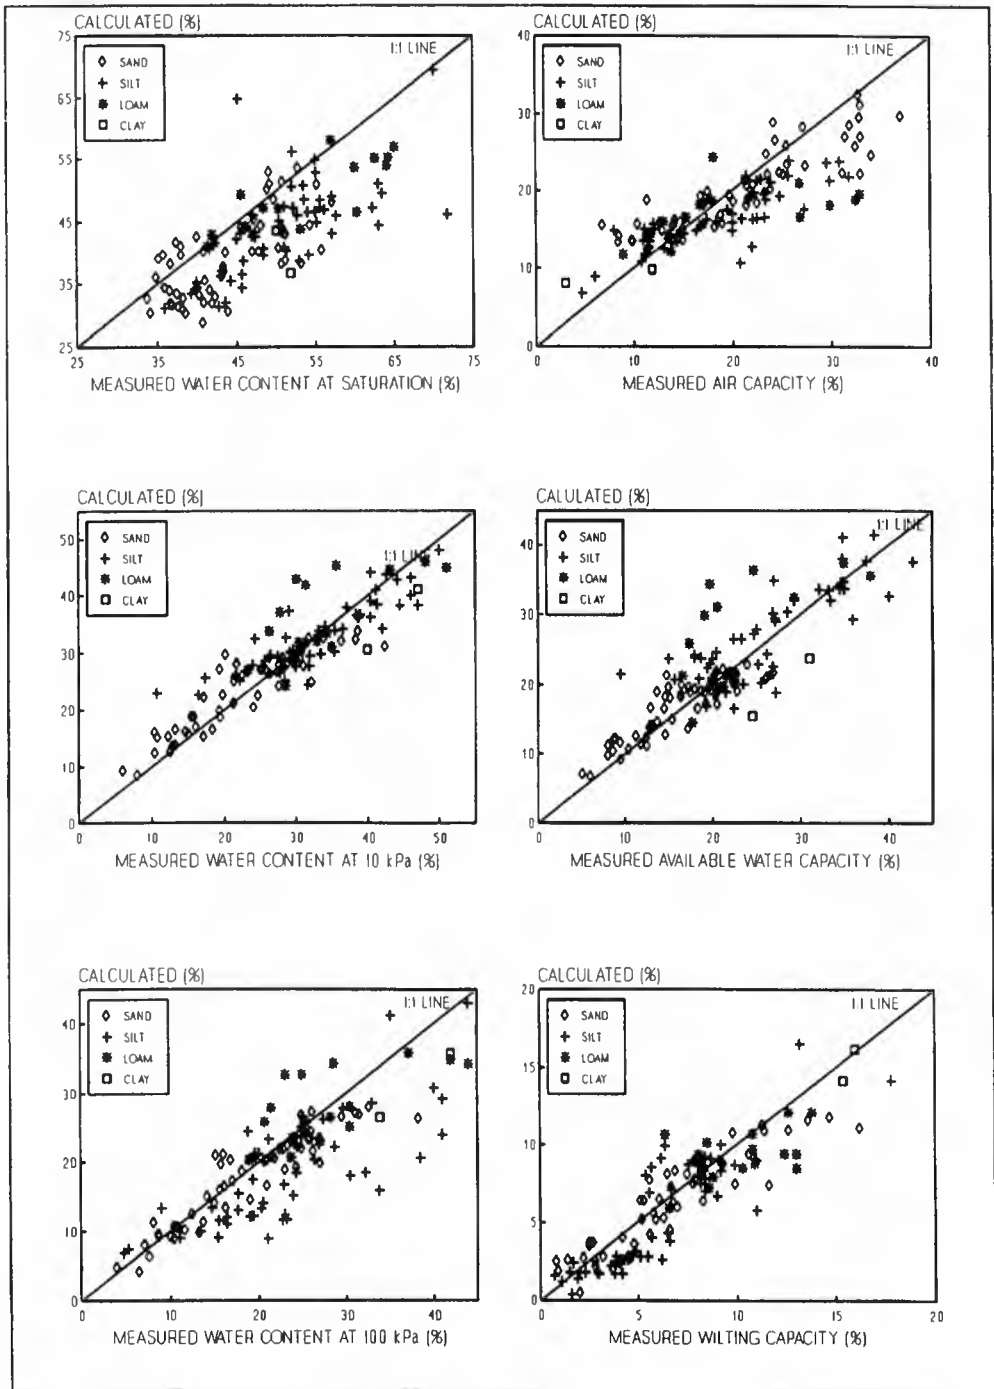 CALCULATED (%)
75
1:1 LINE
SAND
SILT
LOAM
CLAY
65
55
45
35
25
25 35 45 55 65 75
MEASURED WATER CONTENT AT SATURATION (%)
CALCULATED (%)
40
1:1 LINE
SAND
SILT
LOAM
CLAY
30
20
10
0
0 10 20 30 40
MEASURED AIR CAPACITY (%)
CALCULATED (%)
50
1:1 LINE
SAND
SILT
LOAM
CLAY
40
30
20
10
0
0 10 20 30 40 50
MEASURED WATER CONTENT AT 10 kPa (%)
CALULATED (%)
1:1 LINE
SAND
SILT
LOAM
CLAY
40
30
20
10
0
0 10 20 30 40
MEASURED AVAILABLE WATER CAPACITY (%)
CALCULATED (%)
1:1 LINE
SAND
SILT
LOAM
CLAY
40
30
20
10
0
0 10 20 30 40
MEASURED WATER CONTENT AT 100 kPa (%)
CALCULATED (%)
20
1:1 LINE
SAND
SILT
LOAM
CLAY
15
10
5
0
0 5 10 15 20
MEASURED WILTING CAPACITY (%)